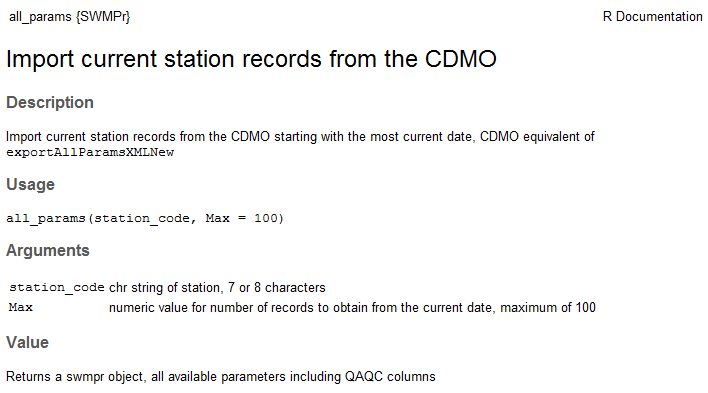 all_params {SWMPr} R Documentation
Import current station records from the CDMO
Description
Import current station records from the CDMO starting with the most current date, CDMO equivalent of
exportAllParamsXMLNew
Usage
all_params(station_code, Max = 100)
Arguments
station_code chr string of station, 7 or 8 characters
Max numeric value for number of records to obtain from the current date, maximum of 100
Value
Returns a swmpr object, all available parameters including QAQC columns